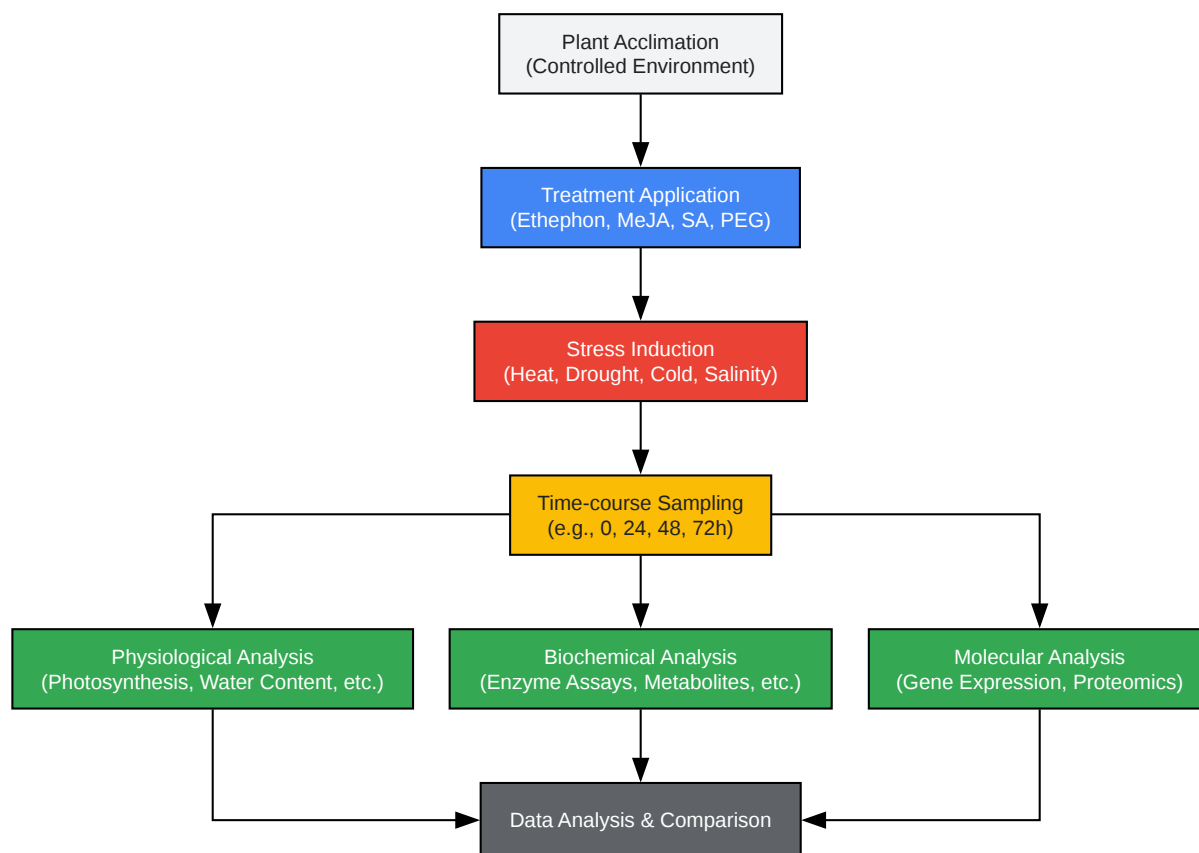 Plant Acclimation
(Controlled Environment)
Treatment Application
(Ethephon, MeJA, SA, PEG)
Stress Induction
(Heat, Drought, Cold, Salinity)
Time-course Sampling
(e.g., 0, 24, 48, 72h)
Physiological Analysis
(Photosynthesis, Water Content, etc.)
Biochemical Analysis
(Enzyme Assays, Metabolites, etc.)
Molecular Analysis
(Gene Expression, Proteomics)
Data Analysis & Comparison